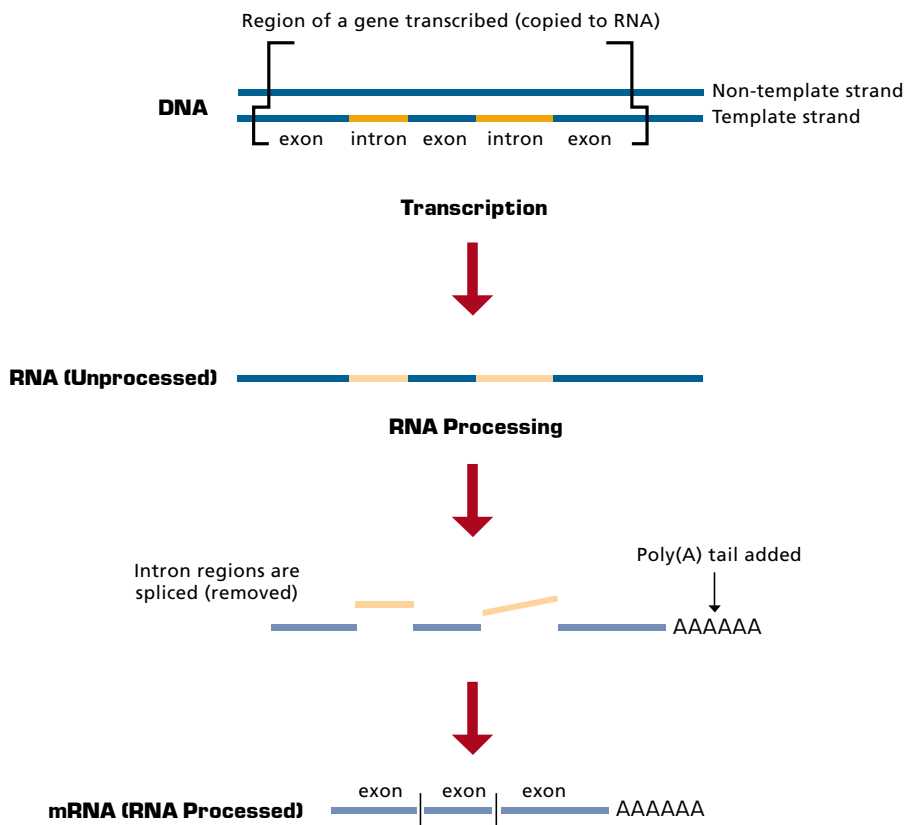 Region of a gene transcribed (copied to RNA)
Non-template strand
DNA
Template strand
exon intron exon intron exon
Transcription
RNA (Unprocessed)
RNA Processing
Poly(A) tail added
Intron regions are
spliced (removed)
AAAAAA
exon exon exon
mRNA (RNA Processed)
AAAAAA